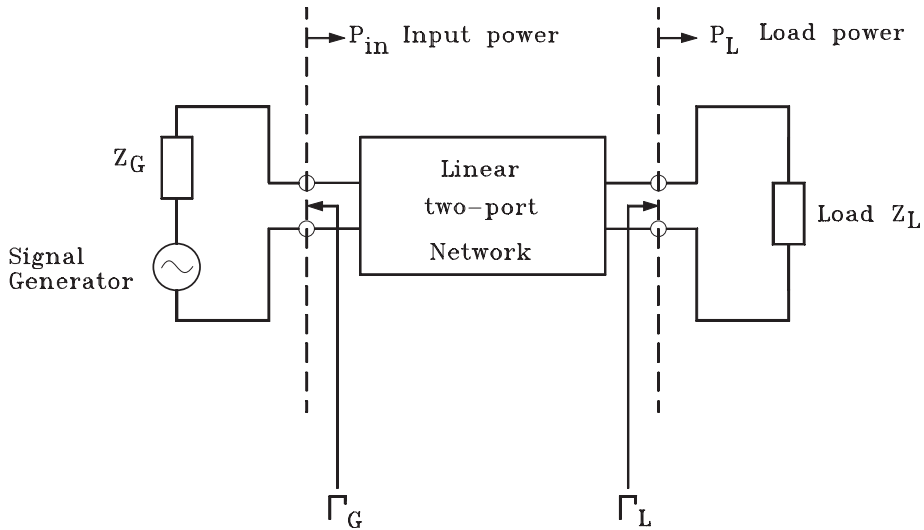 P_in Input power
P_L Load power
Z_G
Linear
two-port
Network
Load Z_L
Signal
Generator
Γ_G
Γ_L